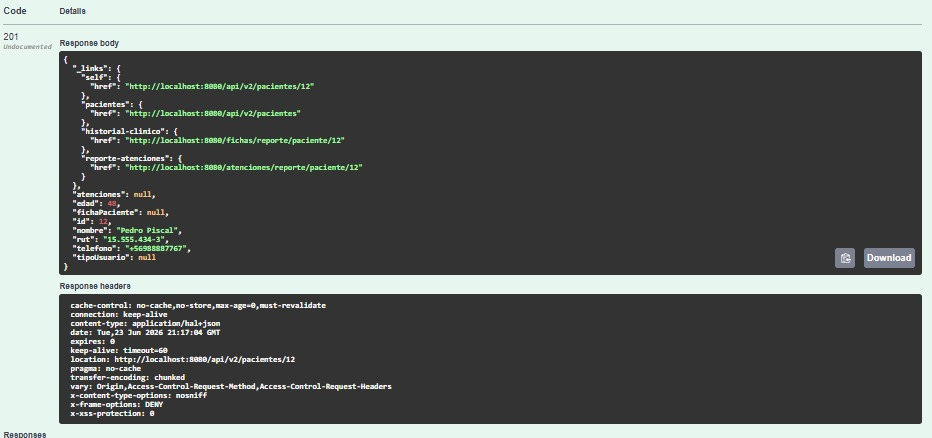 Code Details
201
Undocumented
Response body
{
"_links": {
"self": {
"href": "http://localhost:8080/api/v2/pacientes/12"
},
"pacientes": {
"href": "http://localhost:8080/api/v2/pacientes"
},
"historial-clinico": {
"href": "http://localhost:8080/fichas/reporte/paciente/12"
},
"reporte-atenciones": {
"href": "http://localhost:8080/atenciones/reporte/paciente/12"
}
},
"atenciones": null,
"edad": 48,
"fichaPaciente": null,
"id": 12,
"nombre": "Pedro Piscal",
"rut": "15.555.434-3",
"telefono": "+56988887767",
"tipoUsuario": null
}
Download
Response headers
cache-control: no-cache,no-store,max-age=0,must-revalidate
connection: keep-alive
content-type: application/hal+json
date: Tue,23 Jun 2026 21:17:04 GMT
expires: 0
keep-alive: timeout=60
location: http://localhost:8080/api/v2/pacientes/12
pragma: no-cache
transfer-encoding: chunked
vary: Origin,Access-Control-Request-Method,Access-Control-Request-Headers
x-content-type-options: nosniff
x-frame-options: DENY
x-xss-protection: 0
Responses